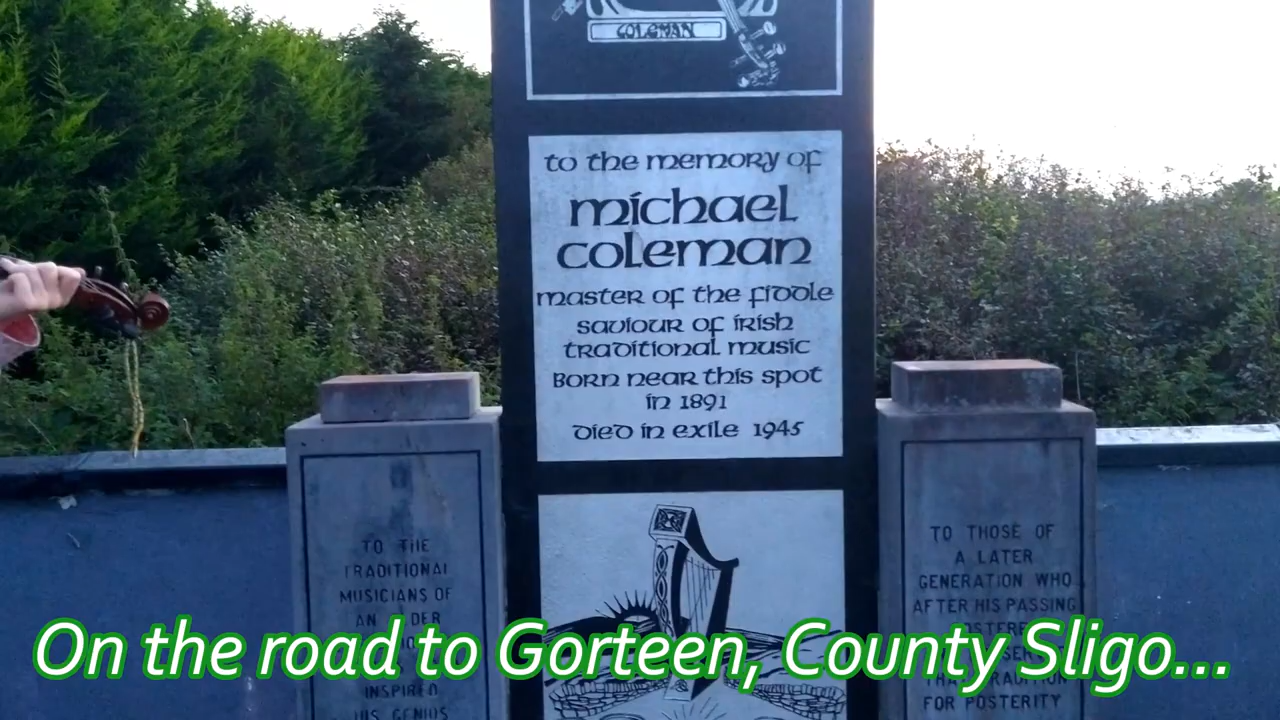 COLEMAN
to the memory of
michael
coleman
master of the fiddle
saviour of irish
traditional music
Born near this spot
in 1891
died in exile 1945
TO THE
TRADITIONAL
MUSICIANS OF
AN
INSPIRED
HIS GENIUS
TO THOSE OF
A LATER
GENERATION WHO
AFTER HIS PASSING
THAT TRADITION
FOR POSTERITY
On the road to Gorteen, County Sligo...